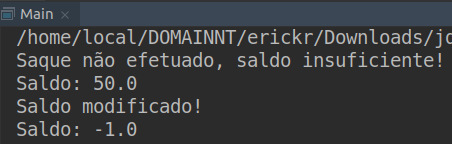 Main
/home/local/DOMAINNT/erickr/Downloads/
Saque não efetuado, saldo insuficiente!
Saldo: 50.0
Saldo modificado!
Saldo: -1.0